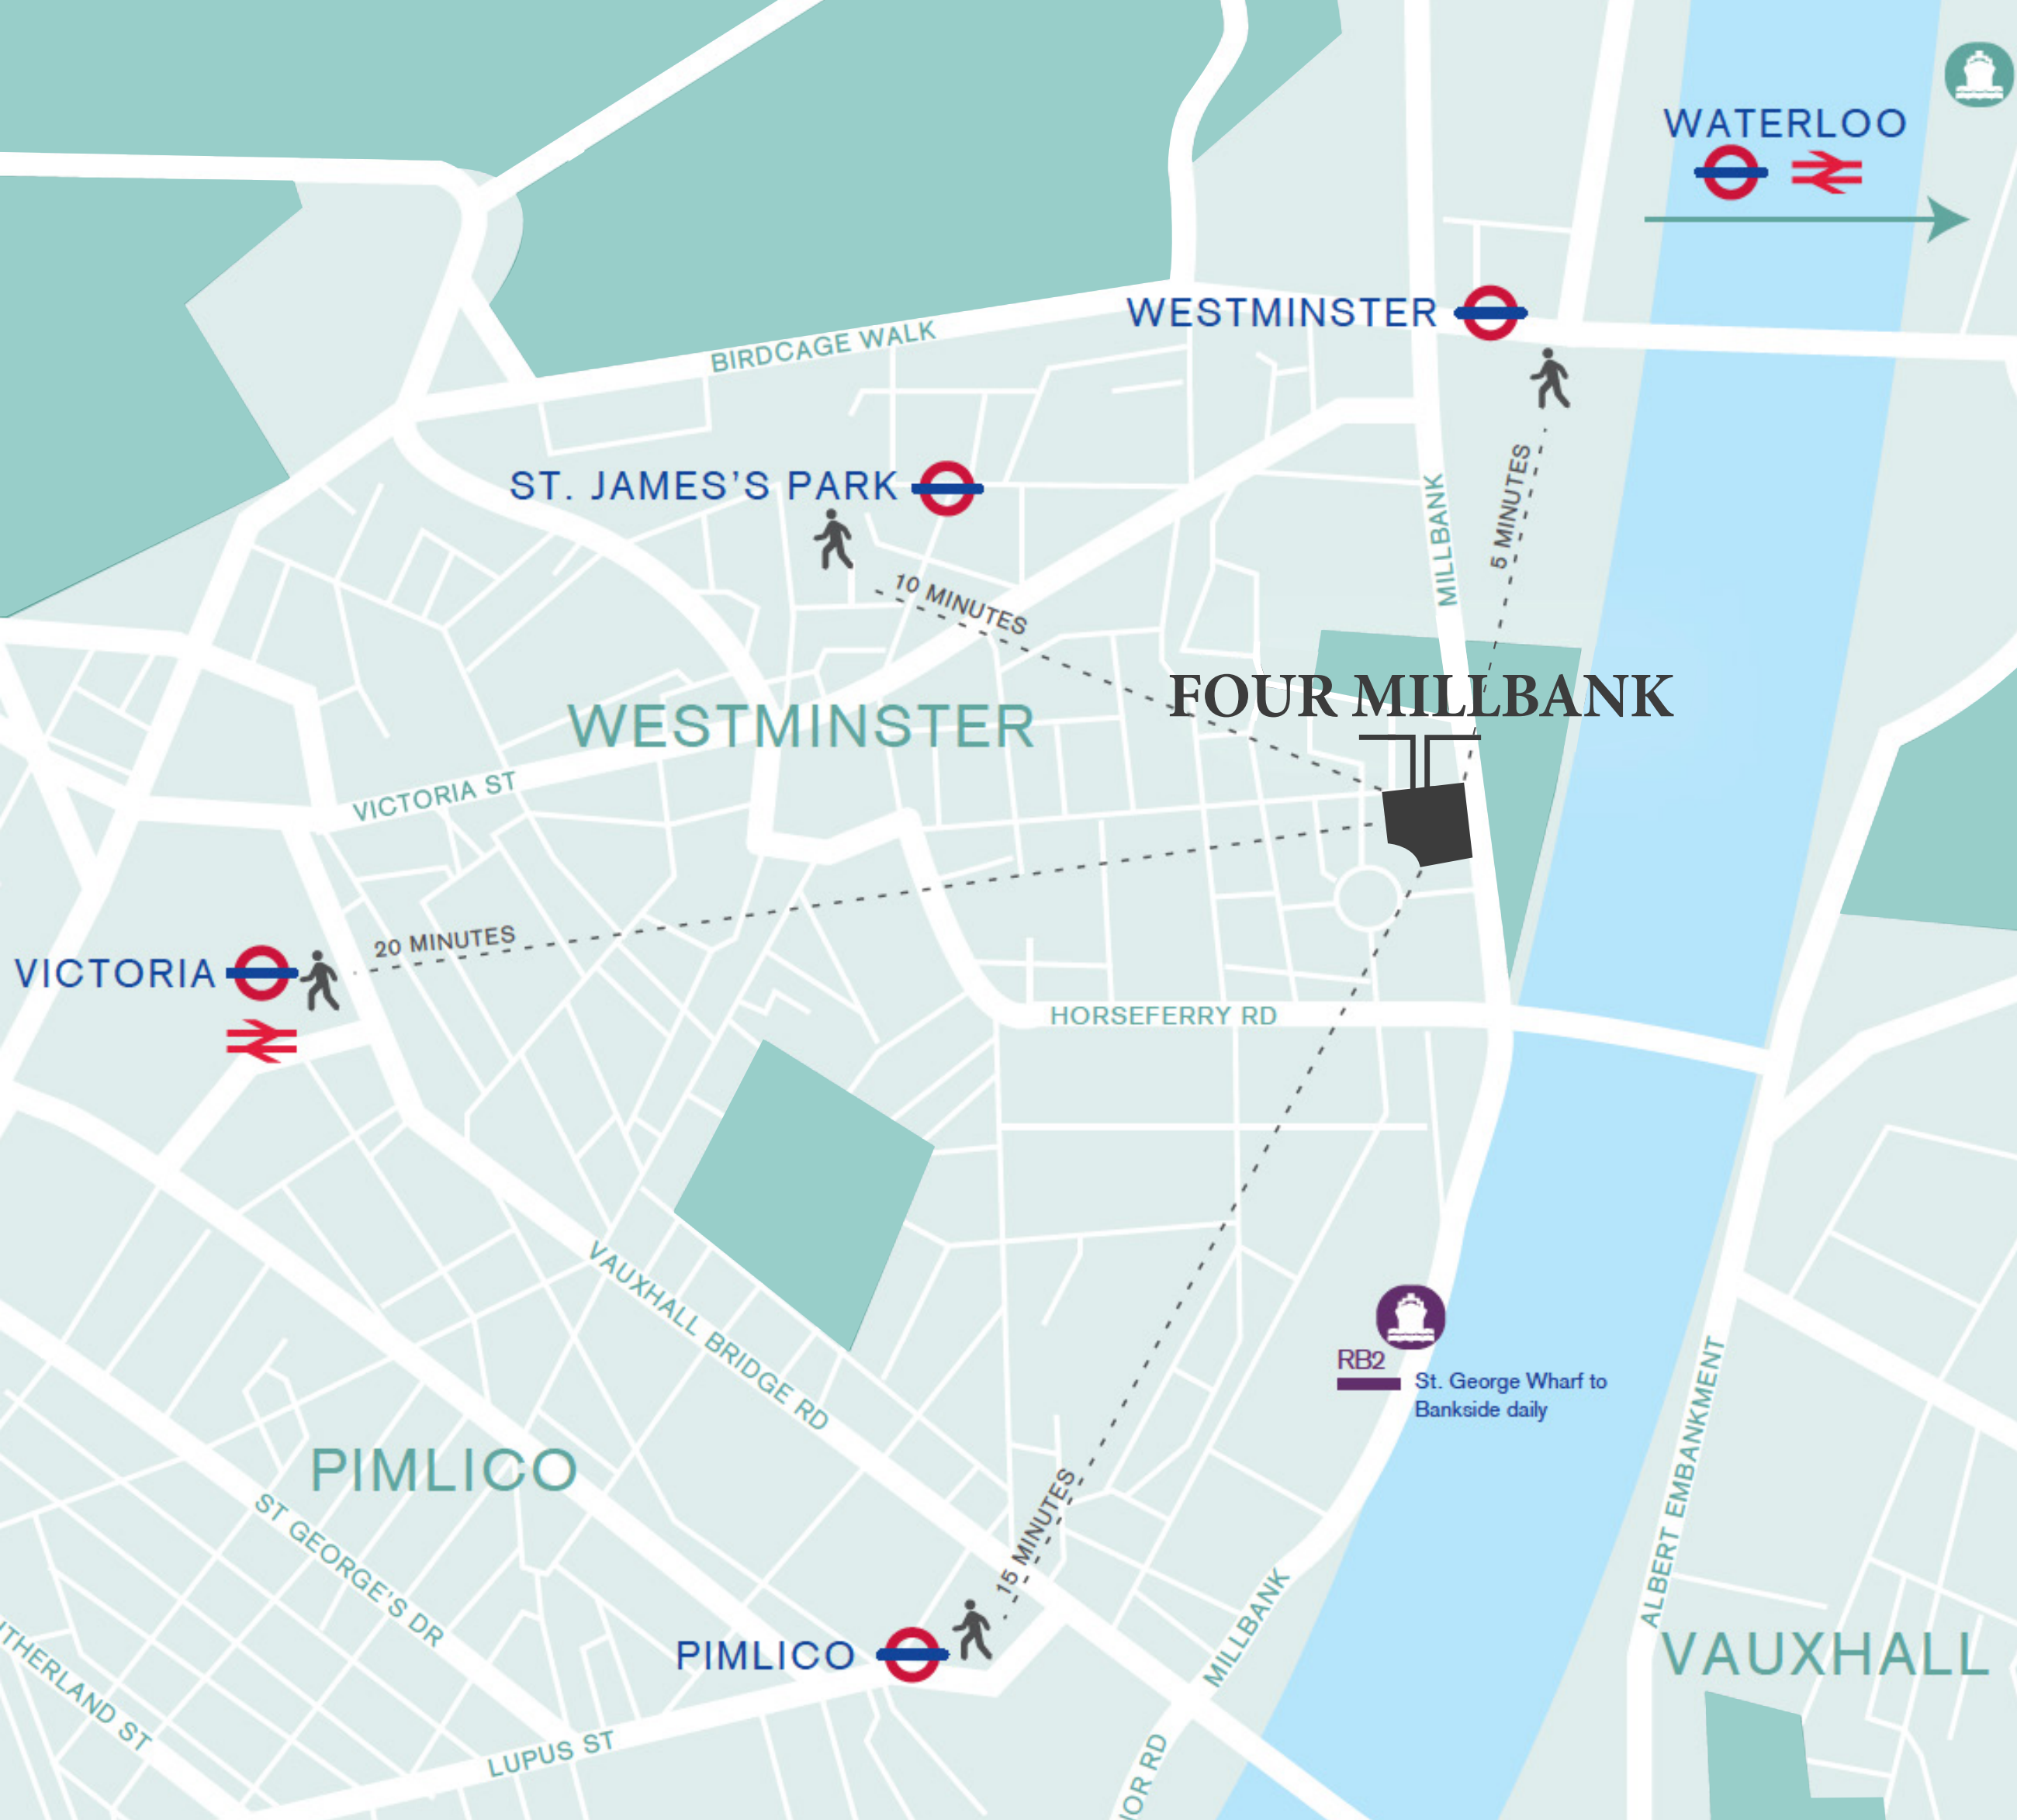 WATERLOO
WESTMINSTER
BIRDCAGE WALK
ST. JAMES'S PARK
MILLBANK
5 MINUTES
10 MINUTES
FOUR MILLBANK
WESTMINSTER
VICTORIA ST
20 MINUTES
VICTORIA
HORSEFERRY RD
VAUXHALL BRIDGE RD
RB2
St. George Wharf to
Bankside daily
ALBERT EMBANKMENT
PIMLICO
ST GEORGE'S DR
15 MINUTES
MILLBANK
PIMLICO
VAUXHALL
ST
LUPUS ST
RD